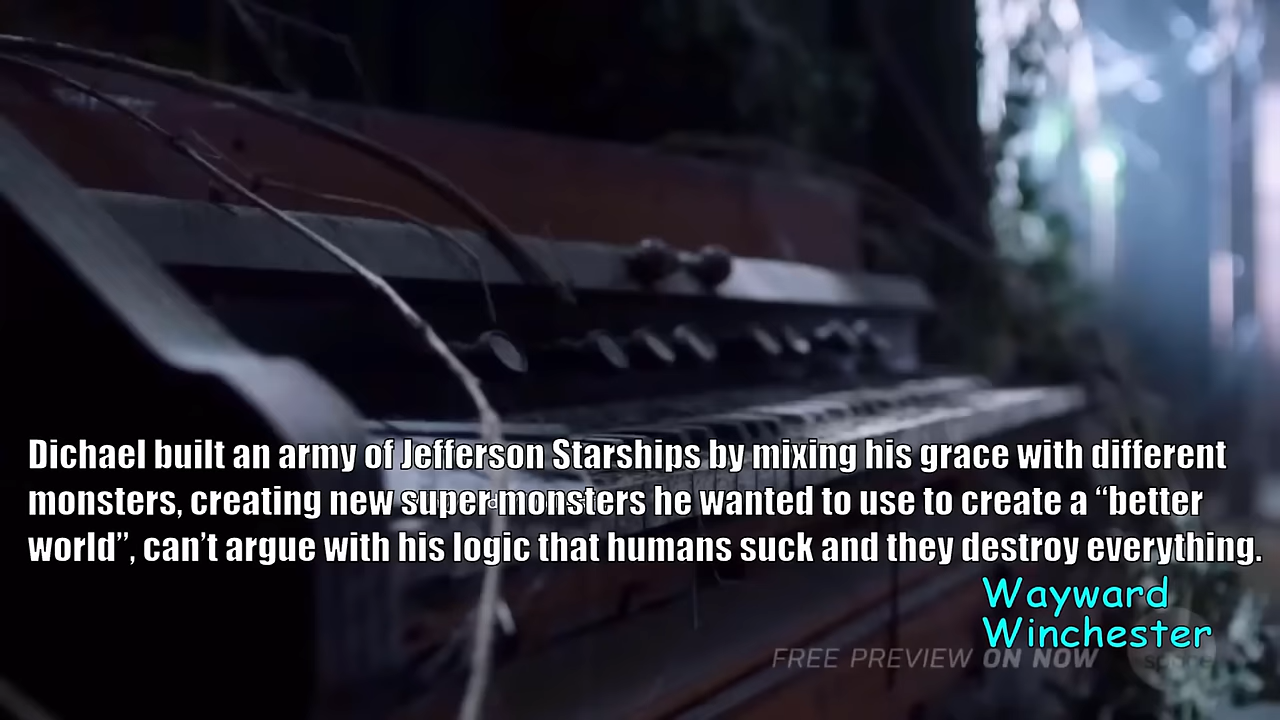 Dichael built an army of Jefferson Starships by mixing his grace with different
monsters, creating new super-monsters he wanted to use to create a “better
world”, can’t argue with his logic that humans suck and they destroy everything.
Wayward
Winchester
FREE PREVIEW ON NOW
space